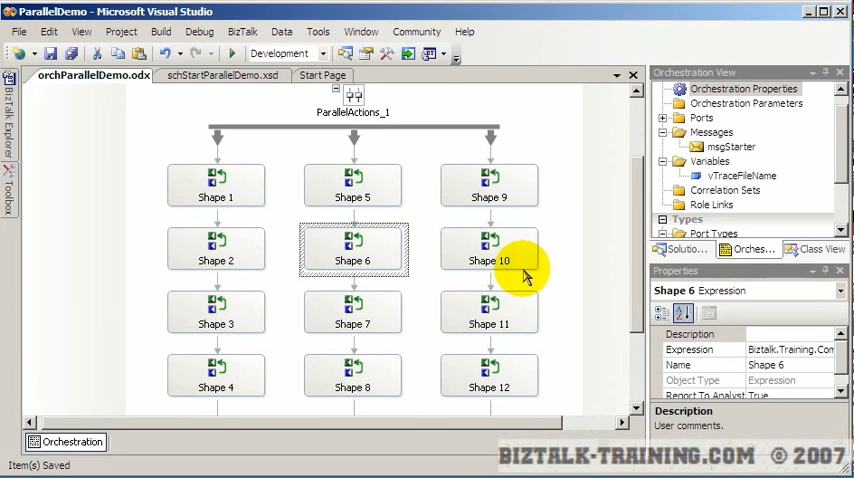 ParallelDemo - Microsoft Visual Studio
File Edit View Project Build Debug BizTalk Data Tools Window Community Help
Development
orchParallelDemo.odx schStartParallelDemo.xsd Start Page
BizTalk Explorer
Toolbox
ParallelActions_1
Shape 1 Shape 5 Shape 9
Shape 2 Shape 6 Shape 10
Shape 3 Shape 7 Shape 11
Shape 4 Shape 8 Shape 12
Orchestration
Item(s) Saved
Orchestration View
Orchestration Properties
Orchestration Parameters
Ports
Messages
msgStarter
Variables
vTraceFileName
Correlation Sets
Role Links
Types
Port Types
Solutio... Orches... Class View
Properties
Shape 6 Expression
Description
Expression Biztalk.Training.Com
Name Shape 6
Object Type Expression
Report To Analyst True
Description
User comments.
BIZTALK-TRAINING.COM © 2007